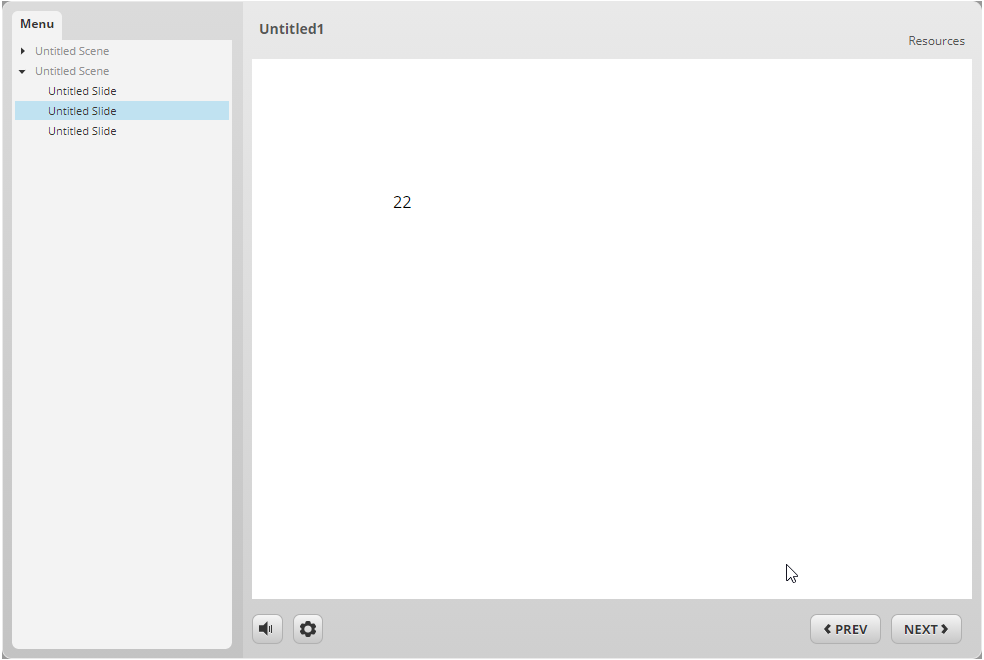 Menu
Untitled Scene
Untitled Scene
Untitled Slide
Untitled Slide
Untitled Slide
Untitled1
Resources
22
PREV
NEXT